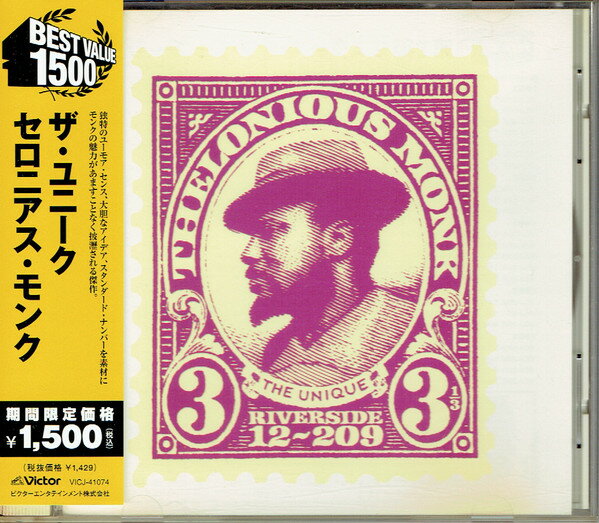 BEST VALUE
1500
ザ・ユニーク
セロニアス・モンク
独特のユーモア・センス、大胆なアイデア、スタンダード・ナンバーを素材に
モンクの魅力があますことなく披瀝される傑作。
期間限定価格
¥1,500(税込)
(税抜価格 ¥1,429)
Victor VICJ-41074
ビクターエンタテインメント株式会社
THELONIOUS MONK
THE UNIQUE
3
3 1/3
RIVERSIDE
12~209